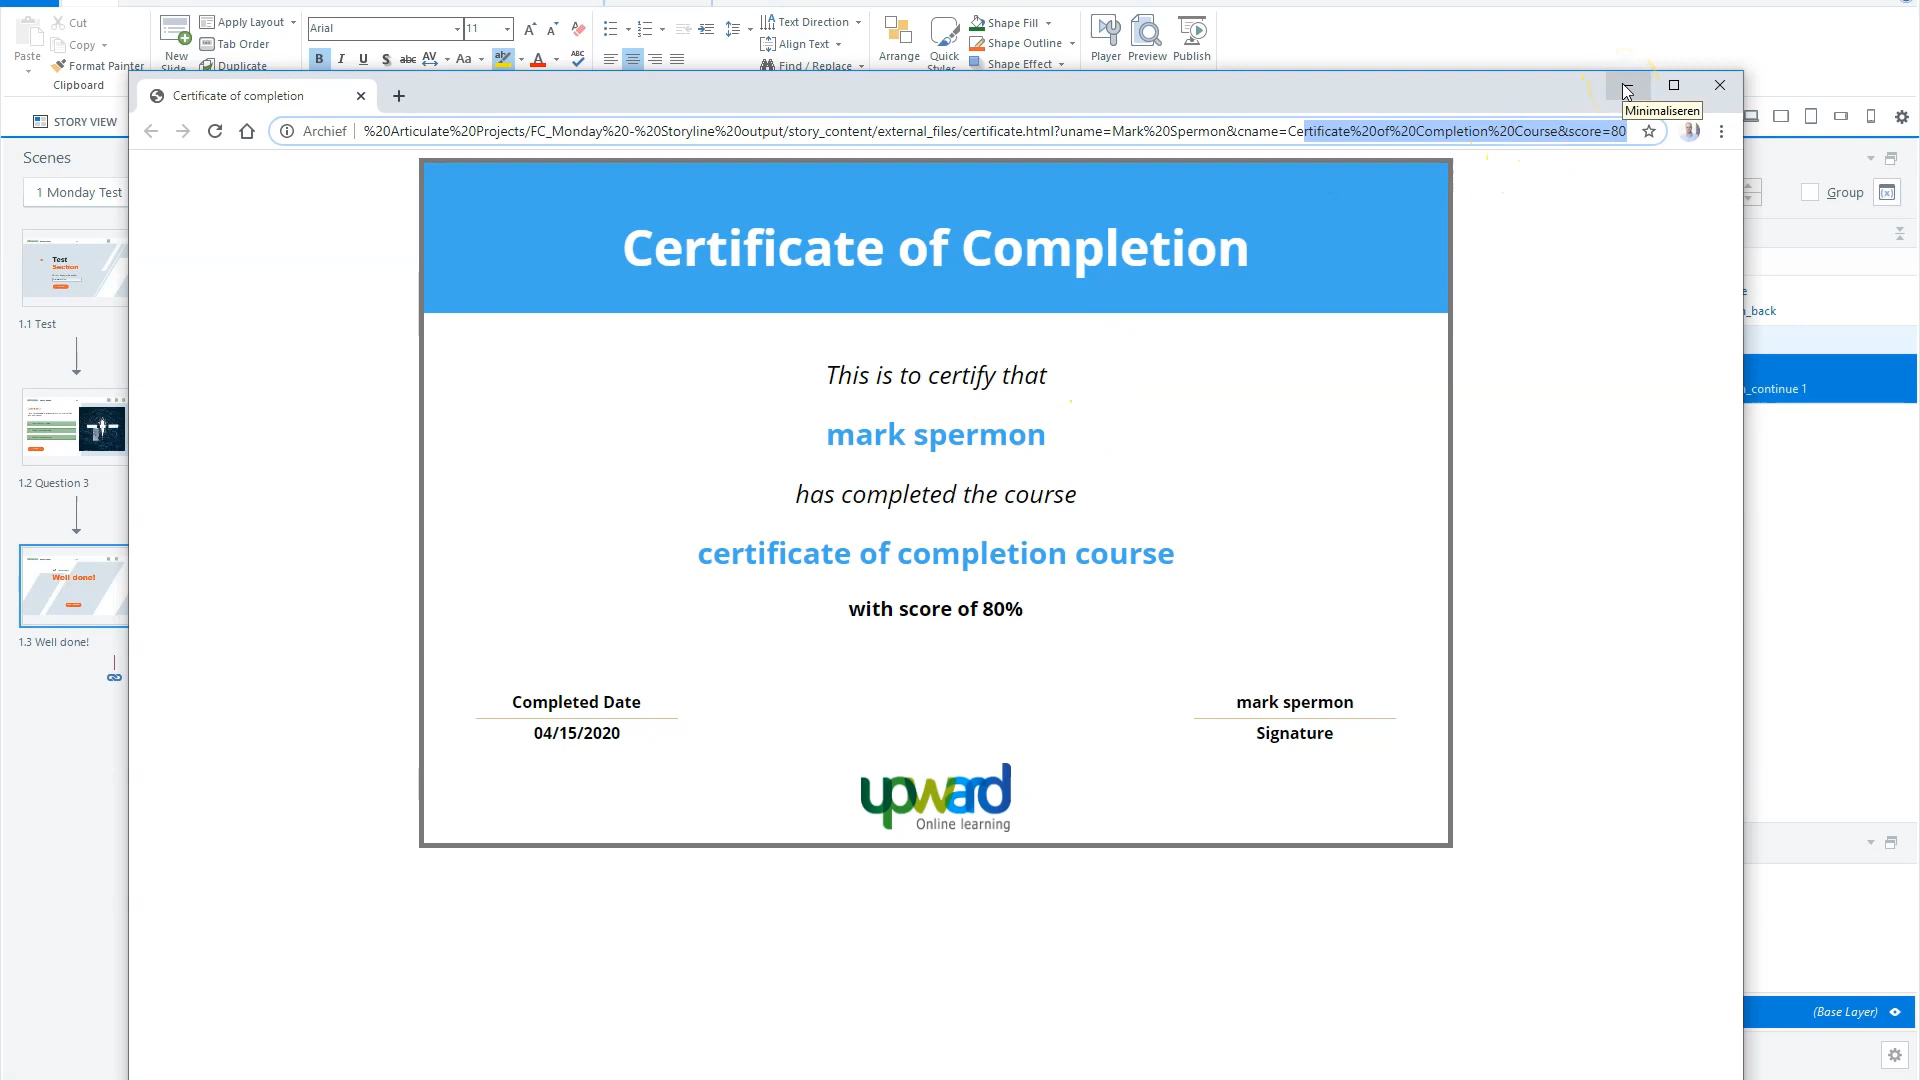 Cut
Copy
Paste
Format Painter
Clipboard
New
Slide
Apply Layout
Tab Order
Duplicate
Arial
11
B I U S abc AV Aa
Text Direction
Align Text
Find / Replace
Arrange
Quick
Styles
Shape Fill
Shape Outline
Shape Effect
Player
Preview
Publish
Certificate of completion
Minimaliseren
Archief
%20Articulate%20Projects/FC_Monday%20-%20Storyline%20output/story_content/external_files/certificate.html?uname=Mark%20Spermon&cname=Certificate%20of%20Completion%20Course&score=80
STORY VIEW
Scenes
1 Monday Test
Test
Section
1.1 Test
1.2 Question 3
Well done!
1.3 Well done!
Group
_back
_continue 1
(Base Layer)
Certificate of Completion
This is to certify that
mark spermon
has completed the course
certificate of completion course
with score of 80%
Completed Date
04/15/2020
mark spermon
Signature
upward
Online learning